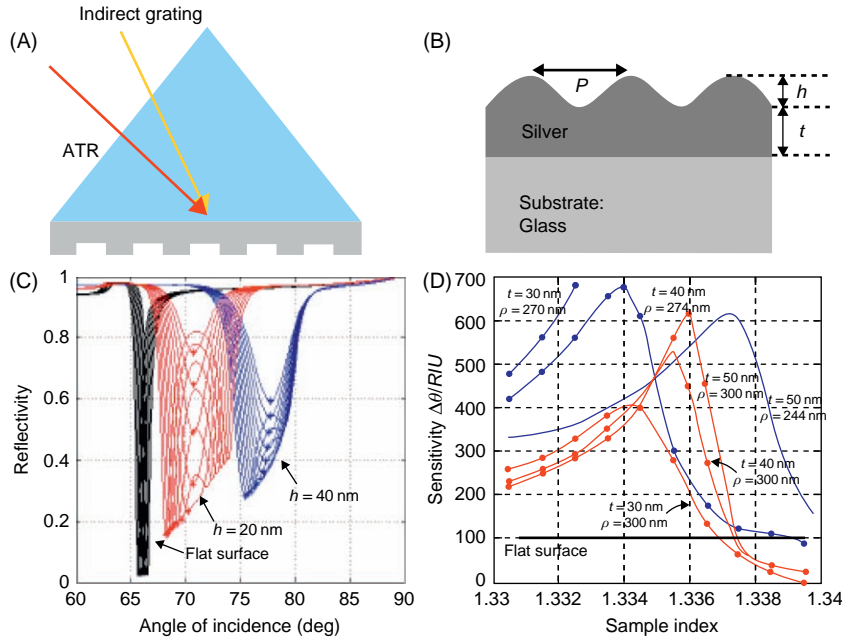 (A)
Indirect grating
ATR
(B)
P
h
t
Silver
Substrate:
Glass
(C)
1
0.8
0.6
0.4
0.2
0
Reflectivity
h = 40 nm
h = 20 nm
Flat surface
60 65 70 75 80 85 90
Angle of incidence (deg)
(D)
700
600
500
400
300
200
100
100
Sensitivity Δθ/RIU
t = 30 nm
ρ = 270 nm
t = 40 nm
ρ = 274 nm
t = 50 nm
ρ = 300 nm
t = 50 nm
ρ = 244 nm
t = 40 nm
ρ = 300 nm
t = 30 nm
ρ = 300 nm
Flat surface
1.33 1.332 1.334 1.336 1.338 1.34
Sample index